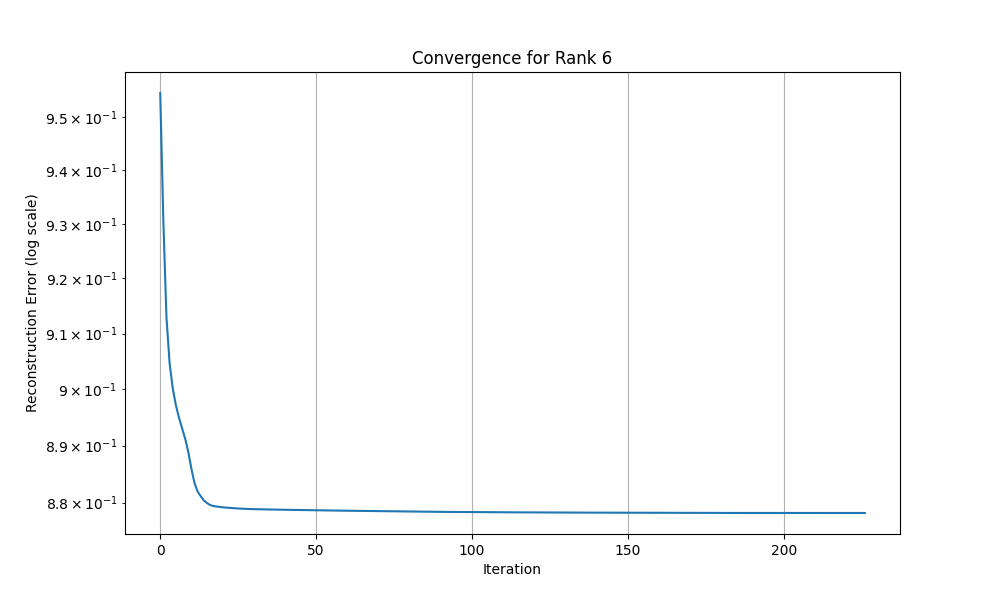 Convergence for Rank 6
Reconstruction Error (log scale)
9.5 × 10⁻¹
9.4 × 10⁻¹
9.3 × 10⁻¹
9.2 × 10⁻¹
9.1 × 10⁻¹
9 × 10⁻¹
8.9 × 10⁻¹
8.8 × 10⁻¹
0 50 100 150 200
Iteration